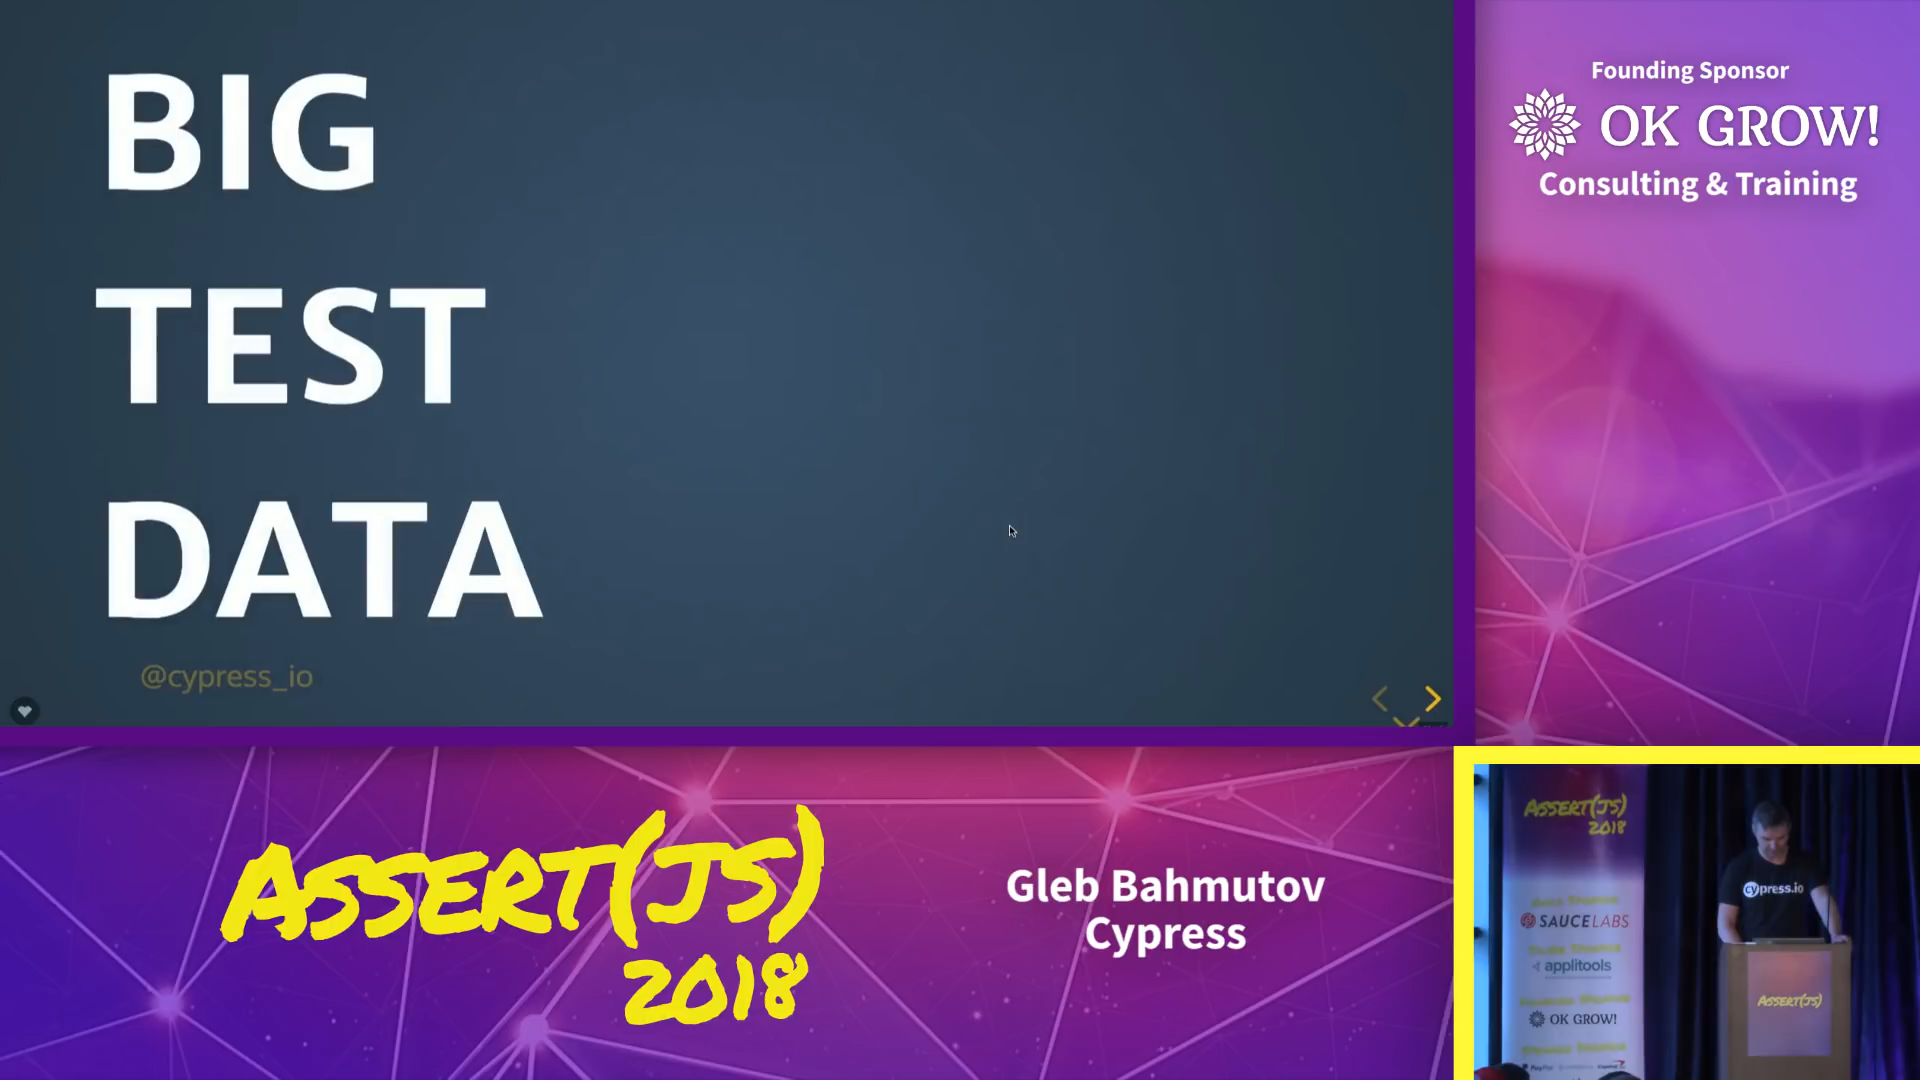 BIG
TEST
DATA
@cypress_io
Founding Sponsor
OK GROW!
Consulting & Training
ASSERT(JS)
2018
Gleb Bahmutov
Cypress
ASSERT(JS)
2018
SAUCELABS
applitools
OK GROW!
PayPal
cypress.io
ASSERT(JS)